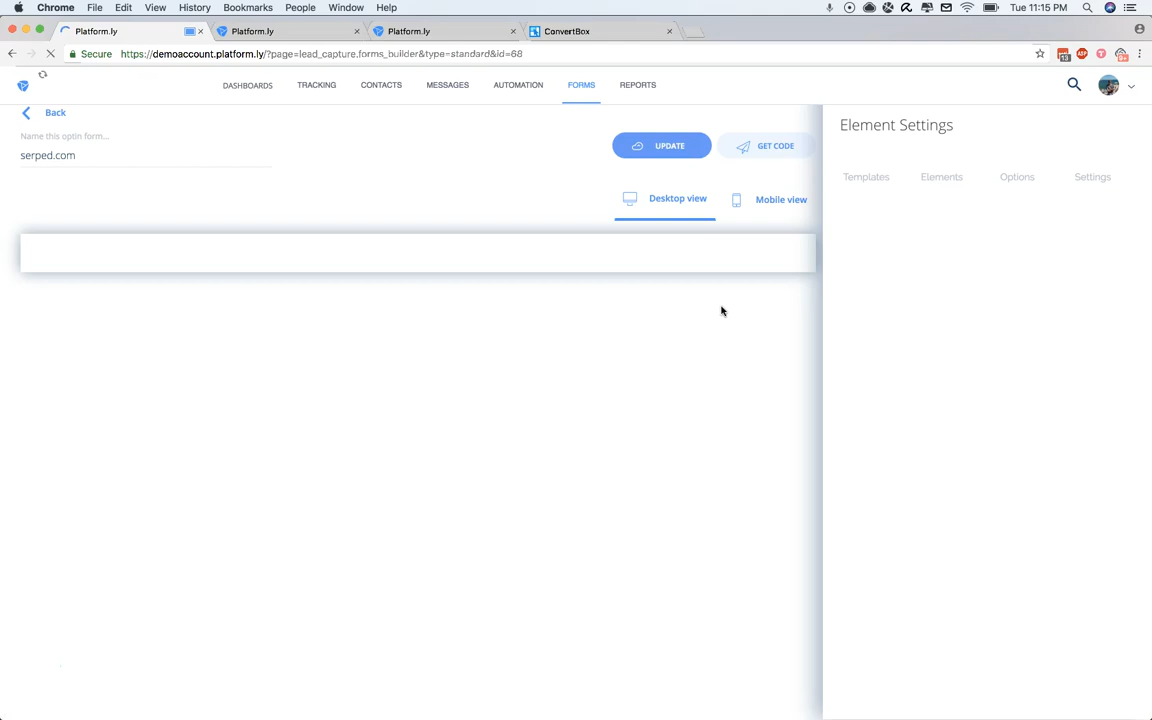 Chrome File Edit View History Bookmarks People Window Help Tue 11:15 PM
Platform.ly Platform.ly Platform.ly ConvertBox
Secure https://demoaccount.platform.ly/?page=lead_capture.forms_builder&type=standard&id=68
DASHBOARDS TRACKING CONTACTS MESSAGES AUTOMATION FORMS REPORTS
Back
Element Settings
Name this optin form...
serped.com
UPDATE GET CODE
Templates Elements Options Settings
Desktop view Mobile view